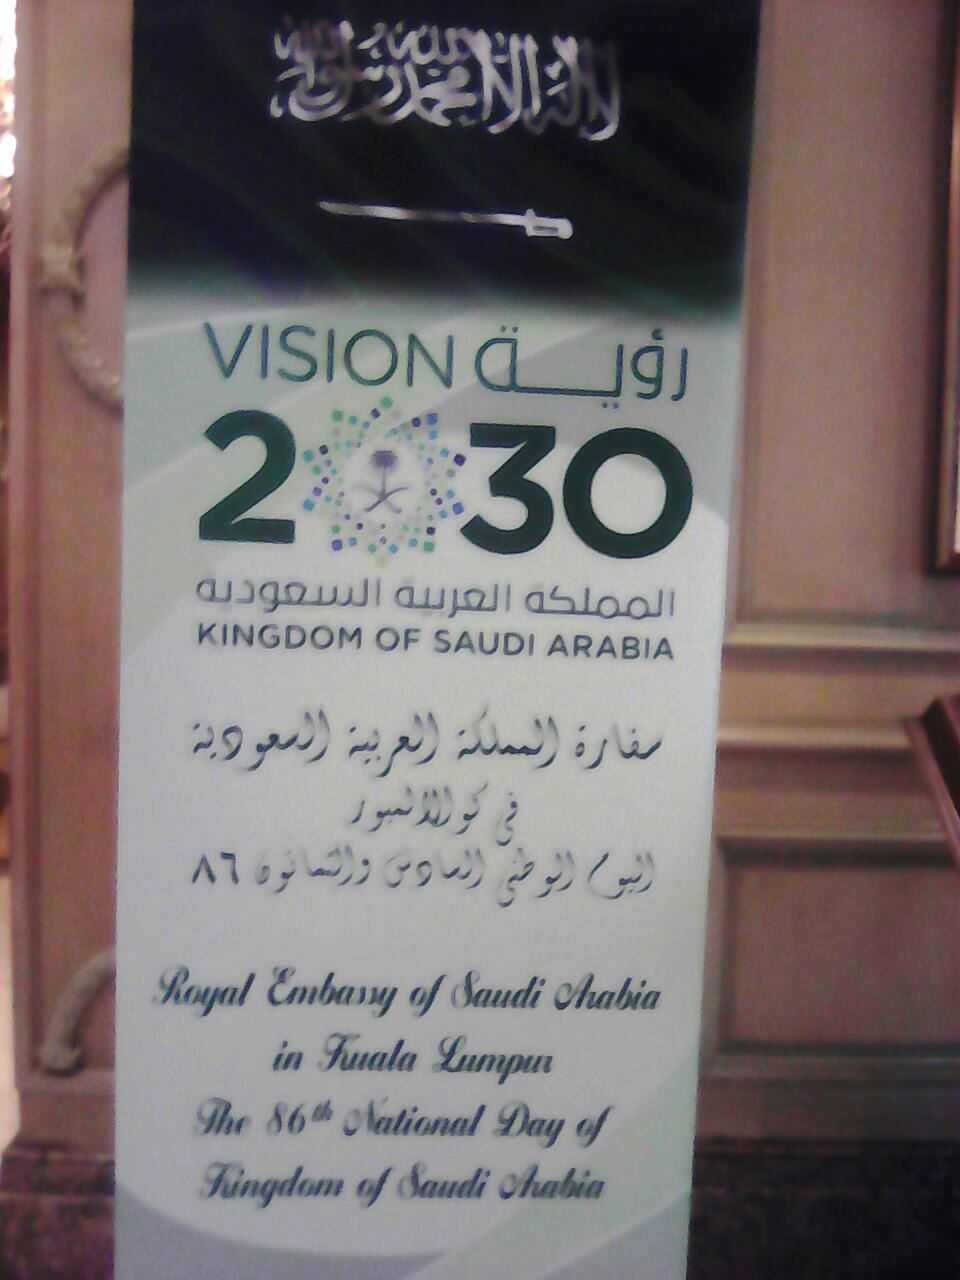 لا إله إلا الله محمد رسول الله
VISION رؤيـــة
2030
المملكة العربية السعودية
KINGDOM OF SAUDI ARABIA
سفارة المملكة العربية السعودية
في كوالالمبور
اليوم الوطني السادس والثمانون ٨٦
Royal Embassy of Saudi Arabia
in Kuala Lumpur
The 86th National Day of
Kingdom of Saudi Arabia